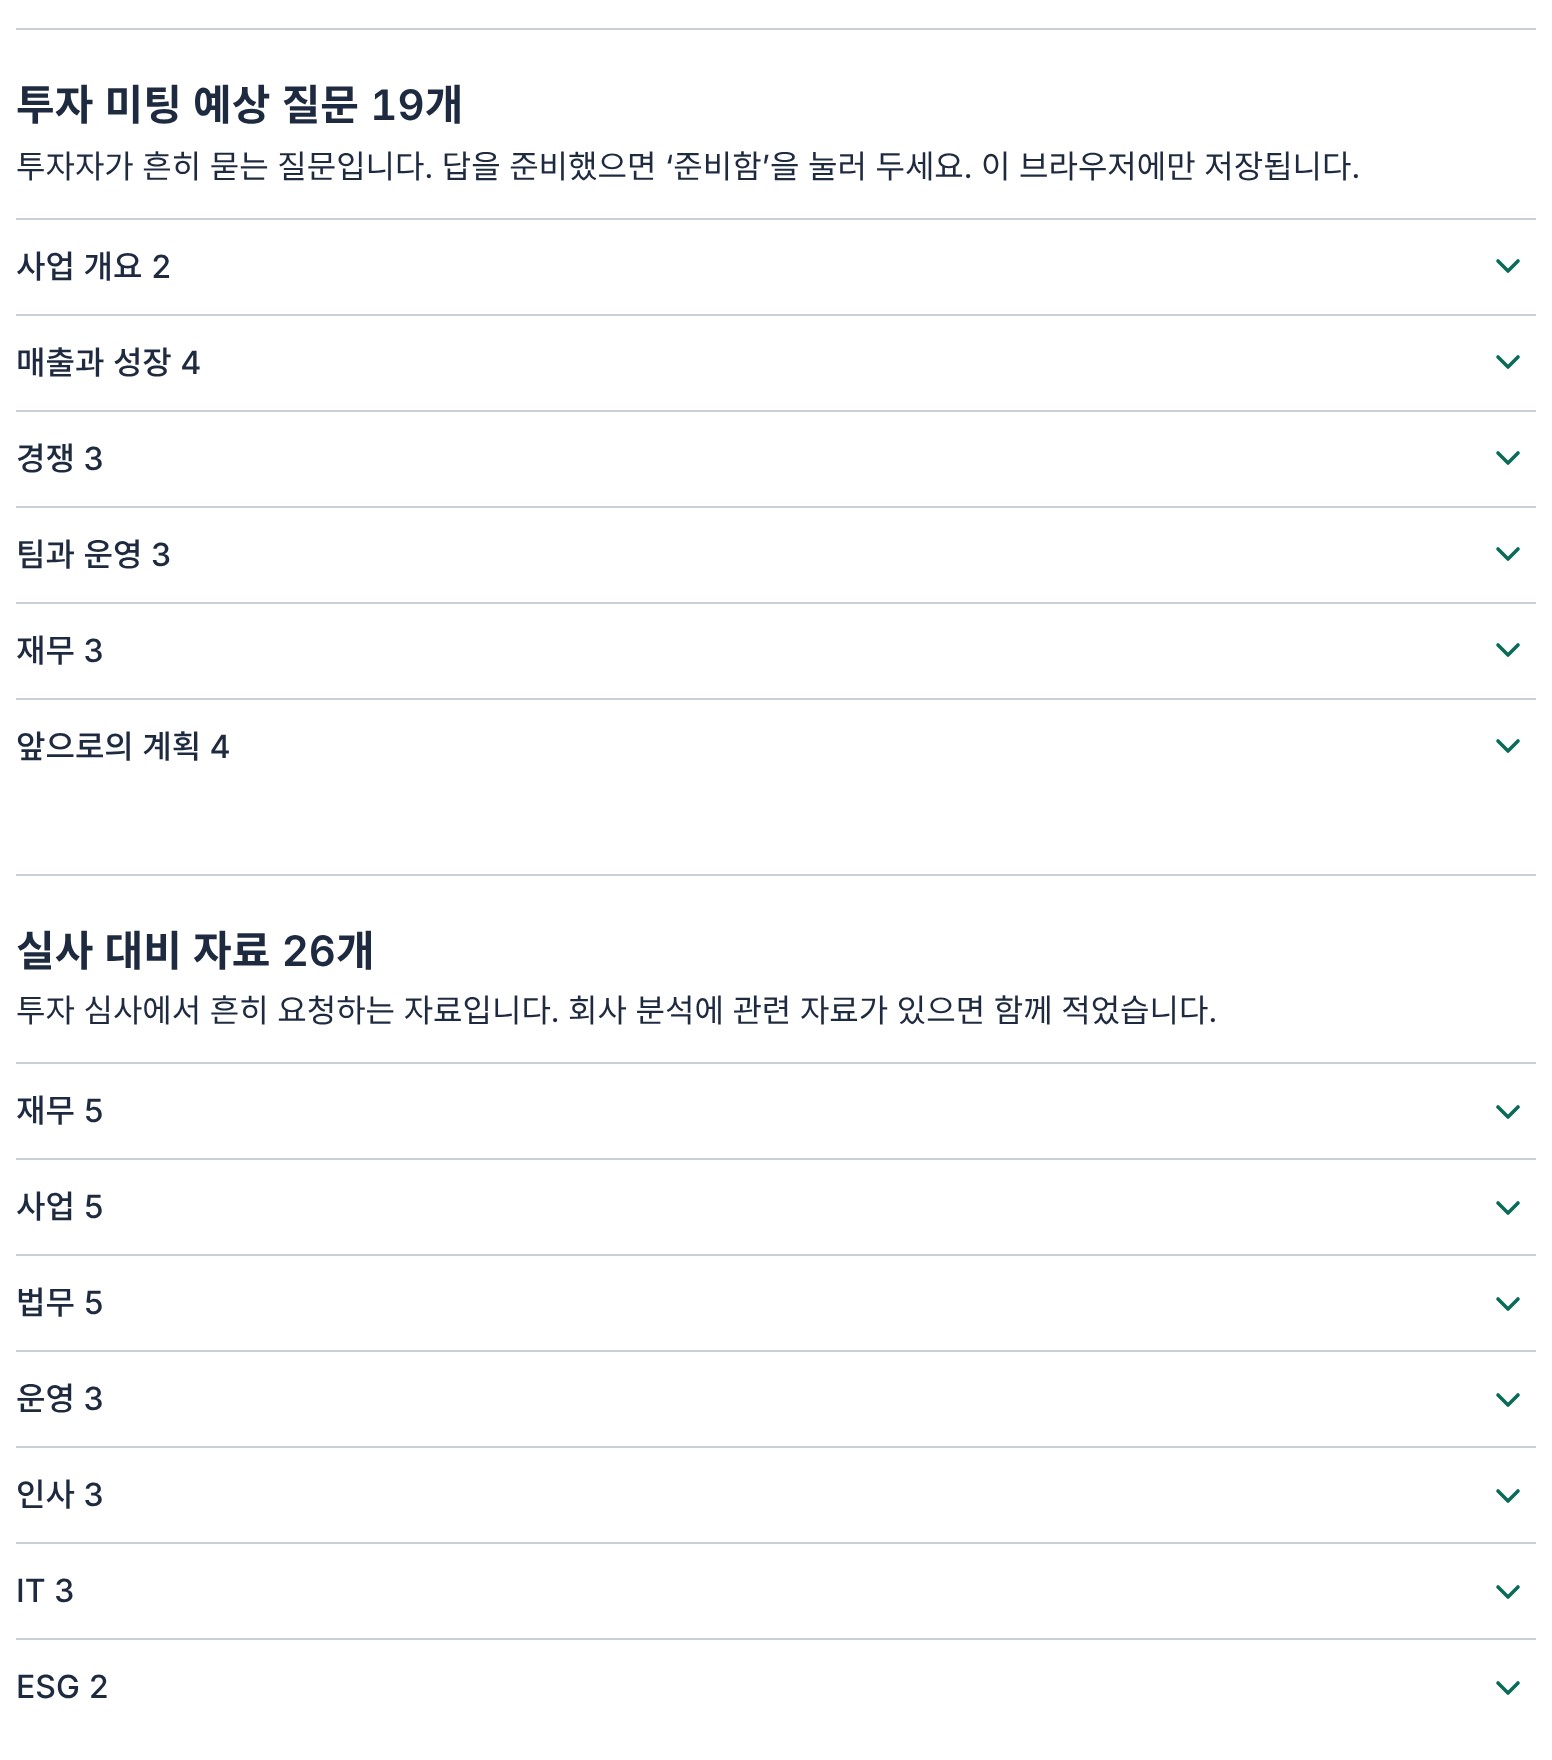 투자 미팅 예상 질문 19개
투자자가 흔히 묻는 질문입니다. 답을 준비했으면 ‘준비함’을 눌러 두세요. 이 브라우저에만 저장됩니다.
사업 개요 2
매출과 성장 4
경쟁 3
팀과 운영 3
재무 3
앞으로의 계획 4
실사 대비 자료 26개
투자 심사에서 흔히 요청하는 자료입니다. 회사 분석에 관련 자료가 있으면 함께 적었습니다.
재무 5
사업 5
법무 5
운영 3
인사 3
IT 3
ESG 2